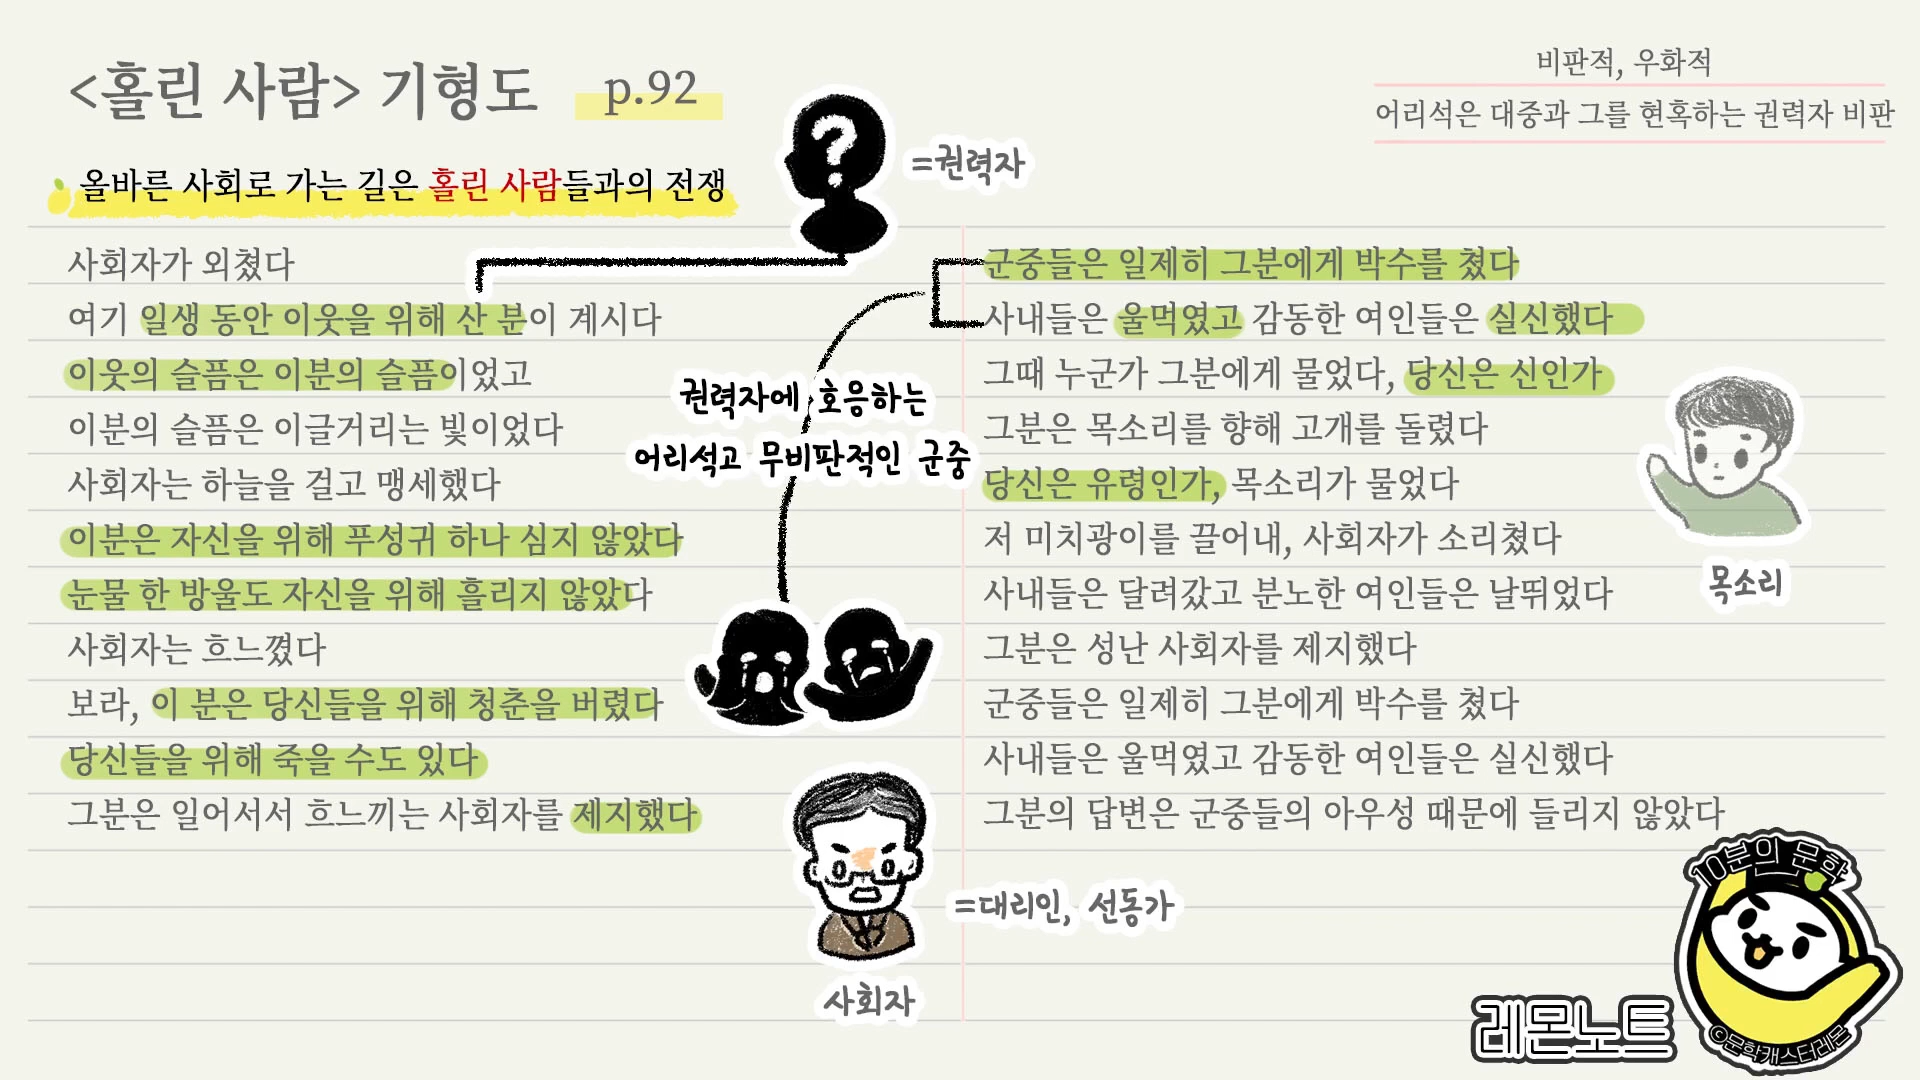 <홀린 사람> 기형도 p.92
비판적, 우화적
어리석은 대중과 그를 현혹하는 권력자 비판
올바른 사회로 가는 길은 홀린 사람들과의 전쟁
?
=권력자
사회자가 외쳤다
여기 일생 동안 이웃을 위해 산 분이 계시다
이웃의 슬픔은 이분의 슬픔이었고
이분의 슬픔은 이글거리는 빛이었다
사회자는 하늘을 걸고 맹세했다
이분은 자신을 위해 푸성귀 하나 심지 않았다
눈물 한 방울도 자신을 위해 흘리지 않았다
사회자는 흐느꼈다
보라, 이 분은 당신들을 위해 청춘을 버렸다
당신들을 위해 죽을 수도 있다
그분은 일어서서 흐느끼는 사회자를 제지했다
권력자에 호응하는
어리석고 무비판적인 군중
군중들은 일제히 그분에게 박수를 쳤다
사내들은 울먹였고 감동한 여인들은 실신했다
그때 누군가 그분에게 물었다, 당신은 신인가
그분은 목소리를 향해 고개를 돌렸다
당신은 유령인가, 목소리가 물었다
저 미치광이를 끌어내, 사회자가 소리쳤다
사내들은 달려갔고 분노한 여인들은 날뛰었다
그분은 성난 사회자를 제지했다
군중들은 일제히 그분에게 박수를 쳤다
사내들은 울먹였고 감동한 여인들은 실신했다
그분의 답변은 군중들의 아우성 때문에 들리지 않았다
목소리
=대리인, 선동가
사회자
레몬노트
10분의 문학
©문학캐스터레몬